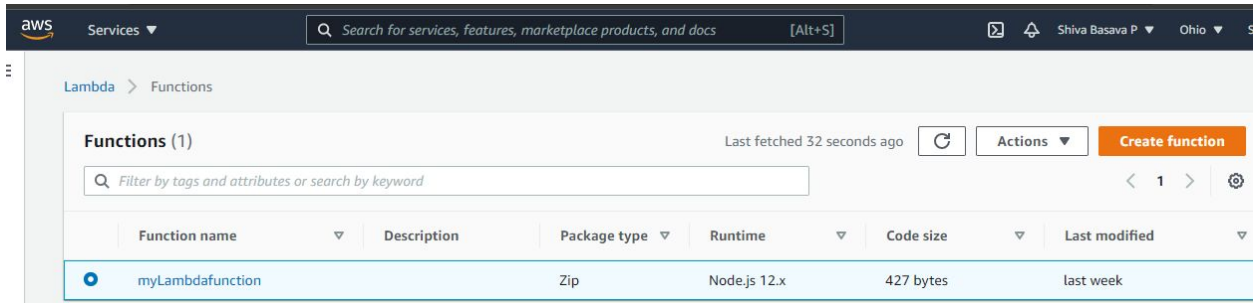 aws Services ▼ Search for services, features, marketplace products, and docs [Alt+S] Shiva Basava P ▼ Ohio ▼ S
Lambda > Functions
Functions (1) Last fetched 32 seconds ago Actions ▼ Create function
Filter by tags and attributes or search by keyword < 1 >
Function name Description Package type Runtime Code size Last modified
myLambdafunction Zip Node.js 12.x 427 bytes last week